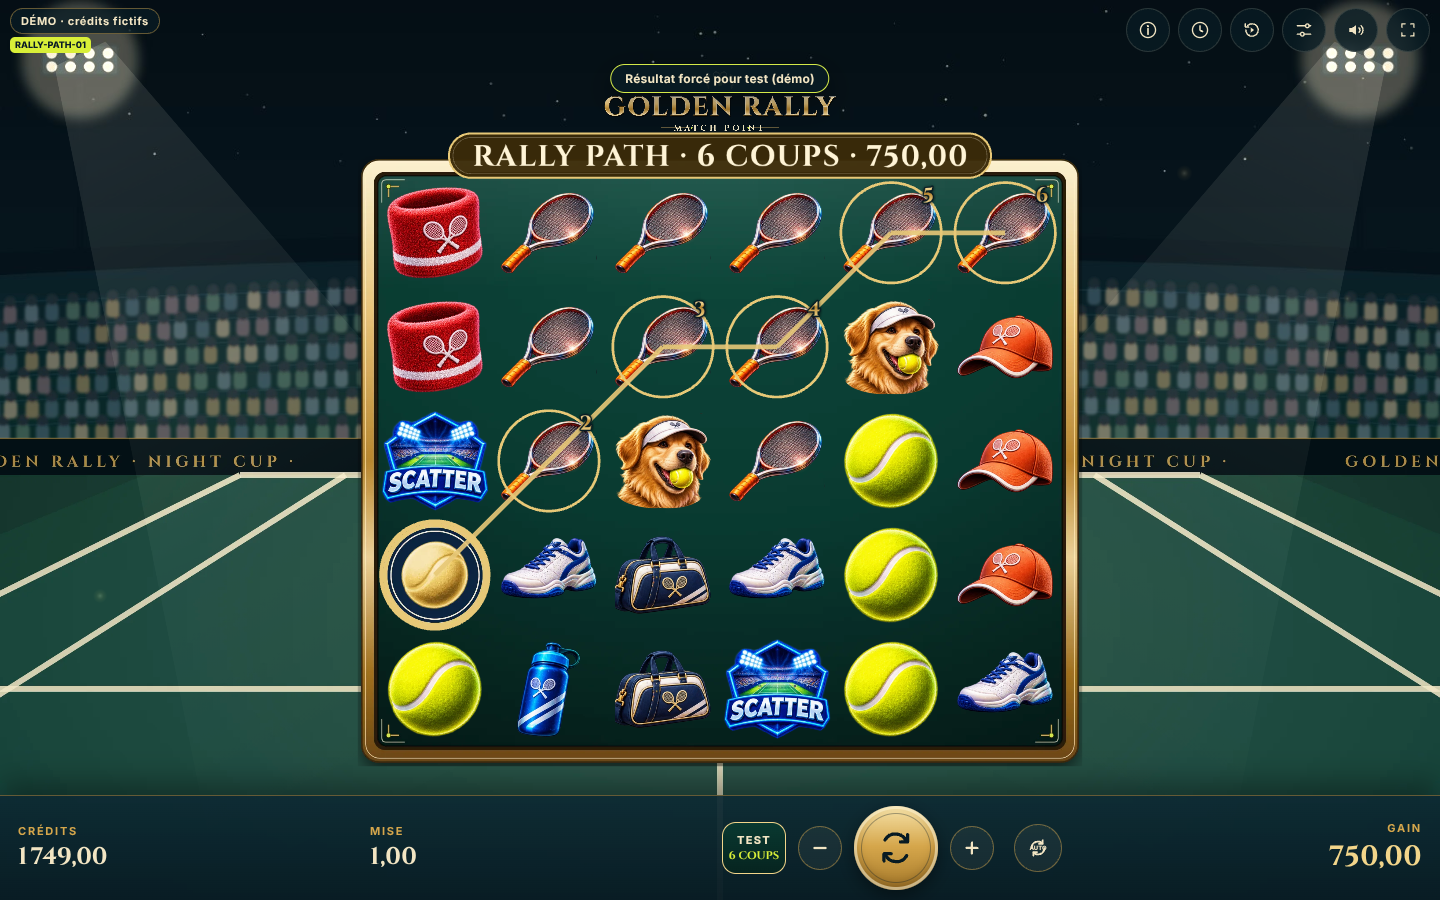 DÉMO · crédits fictifs
RALLY-PATH-01
Résultat forcé pour test (démo)
GOLDEN RALLY
MATCH POINT
RALLY PATH · 6 COUPS · 750,00
5
6
3
4
SCATTER
2
SCATTER
DEN RALLY · NIGHT CUP ·
NIGHT CUP ·
GOLDEN
CRÉDITS
1749,00
MISE
1,00
TEST
6 COUPS
AUTO
GAIN
750,00